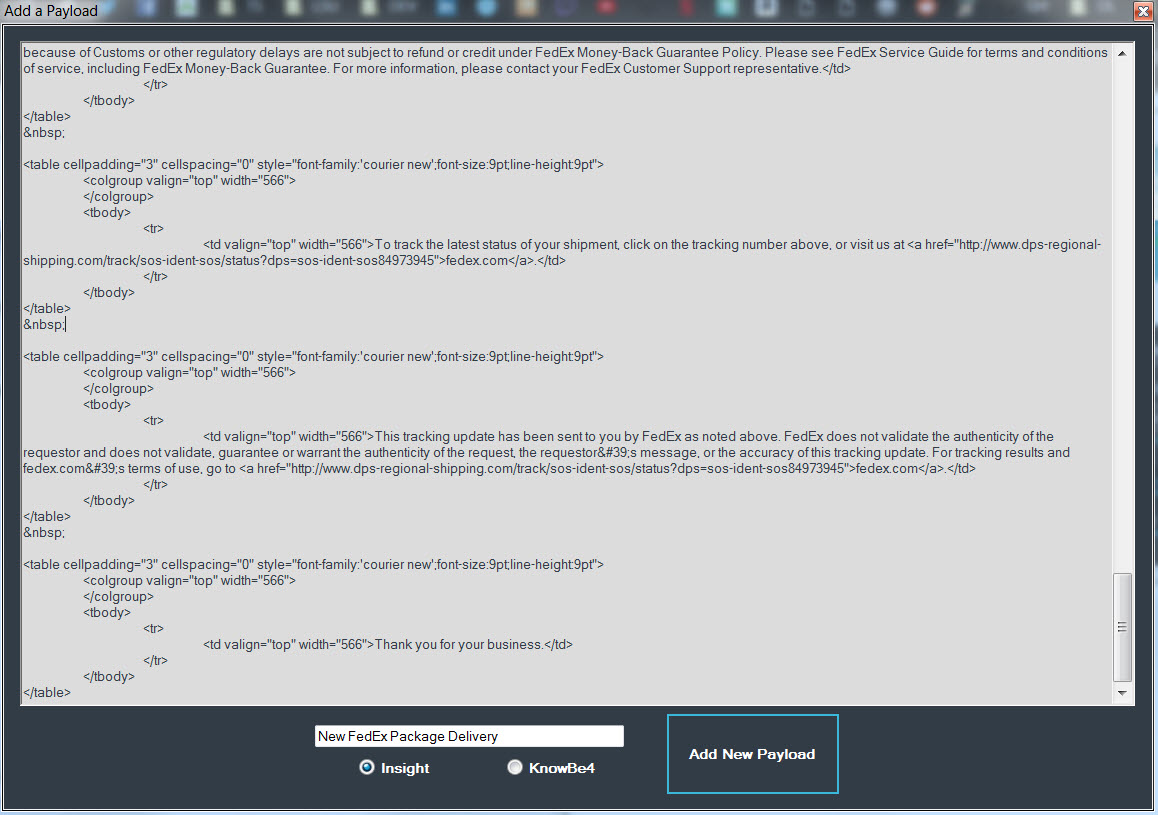 Add a Payload
because of Customs or other regulatory delays are not subject to refund or credit under FedEx Money-Back Guarantee Policy. Please see FedEx Service Guide for terms and conditions
of service, including FedEx Money-Back Guarantee. For more information, please contact your FedEx Customer Support representative.</td>
</tr>
</tbody>
</table>
&nbsp;
<table cellpadding="3" cellspacing="0" style="font-family:'courier new';font-size:9pt;line-height:9pt">
<colgroup valign="top" width="566">
</colgroup>
<tbody>
<tr>
<td valign="top" width="566">To track the latest status of your shipment, click on the tracking number above, or visit us at <a href="http://www.dps-regional-
shipping.com/track/sos-ident-sos/status?dps=sos-ident-sos84973945">fedex.com</a>.</td>
</tr>
</tbody>
</table>
&nbsp;
<table cellpadding="3" cellspacing="0" style="font-family:'courier new';font-size:9pt;line-height:9pt">
<colgroup valign="top" width="566">
</colgroup>
<tbody>
<tr>
<td valign="top" width="566">This tracking update has been sent to you by FedEx as noted above. FedEx does not validate the authenticity of the
requestor and does not validate, guarantee or warrant the authenticity of the request, the requestor&#39;s message, or the accuracy of this tracking update. For tracking results and
fedex.com&#39;s terms of use, go to <a href="http://www.dps-regional-shipping.com/track/sos-ident-sos/status?dps=sos-ident-sos84973945">fedex.com</a>.</td>
</tr>
</tbody>
</table>
&nbsp;
<table cellpadding="3" cellspacing="0" style="font-family:'courier new';font-size:9pt;line-height:9pt">
<colgroup valign="top" width="566">
</colgroup>
<tbody>
<tr>
<td valign="top" width="566">Thank you for your business.</td>
</tr>
</tbody>
</table>
New FedEx Package Delivery
Insight
KnowBe4
Add New Payload